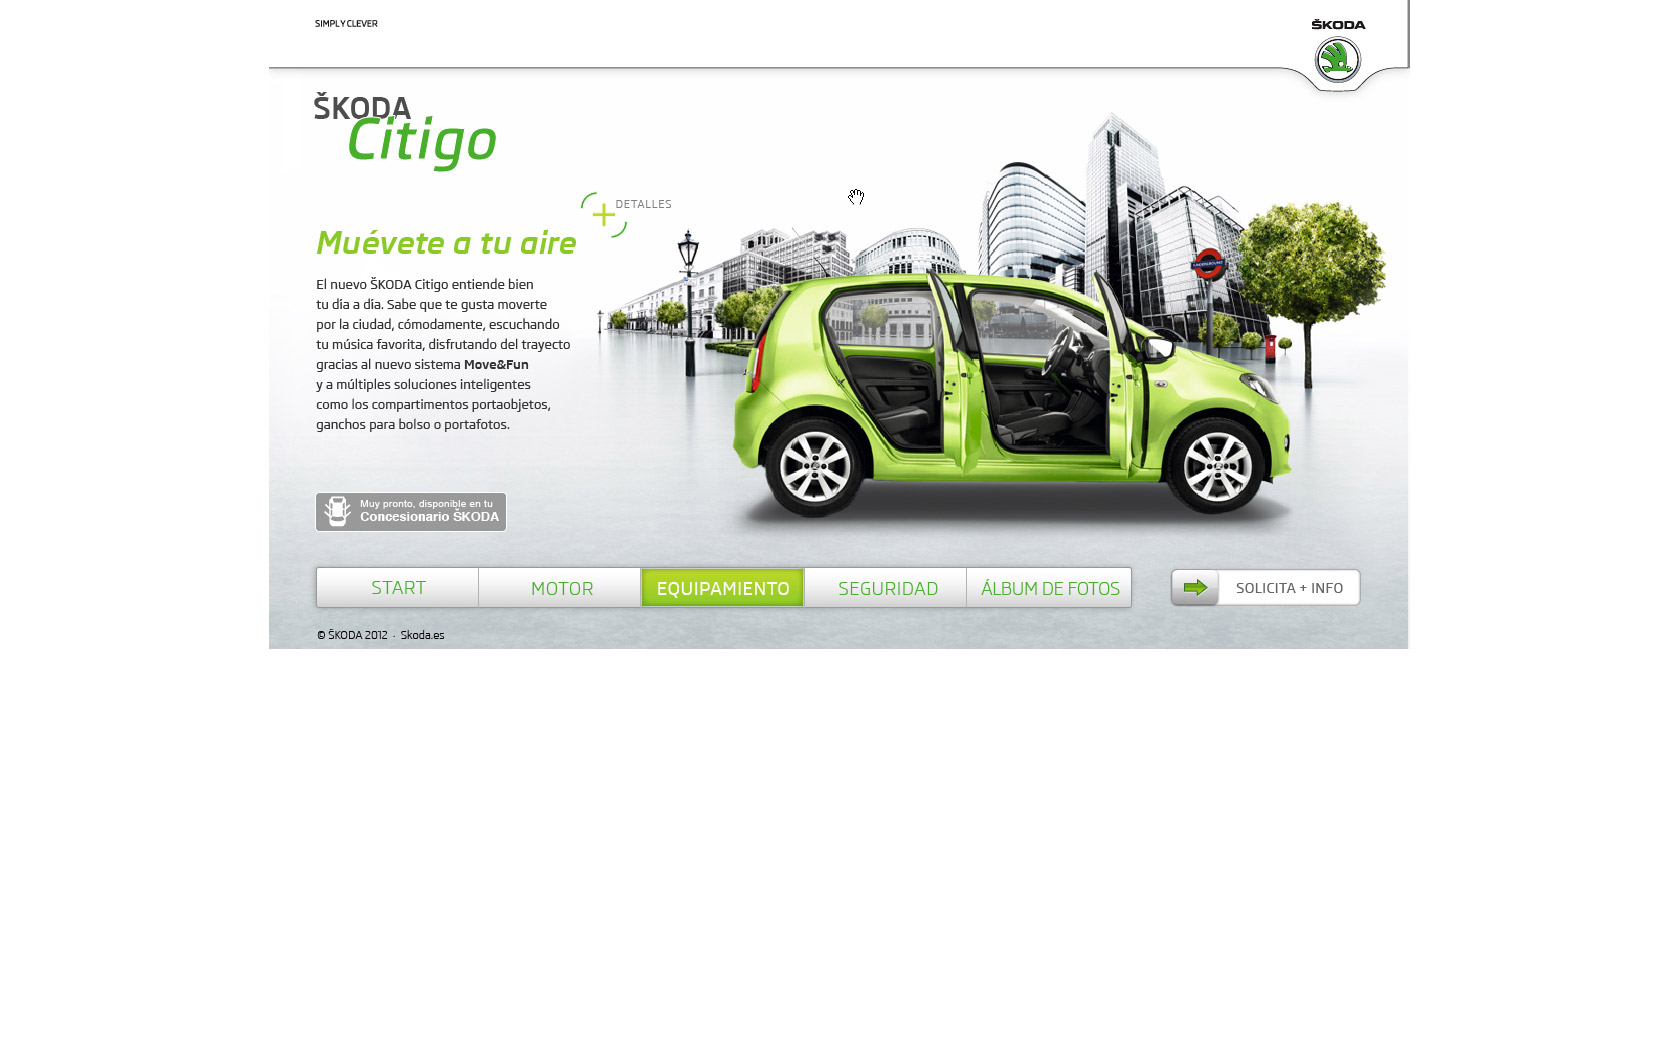 SIMPLY CLEVER
ŠKODA
ŠKODA
Citigo
DETALLES
Muévete a tu aire
El nuevo ŠKODA Citigo entiende bien
tu día a día. Sabe que te gusta moverte
por la ciudad, cómodamente, escuchando
tu música favorita, disfrutando del trayecto
gracias al nuevo sistema Move&Fun
y a múltiples soluciones inteligentes
como los compartimentos portaobjetos,
ganchos para bolso o portafotos.
UNDERGROUND
Muy pronto, disponible en tu
Concesionario ŠKODA
START
MOTOR
EQUIPAMIENTO
SEGURIDAD
ÁLBUM DE FOTOS
SOLICITA + INFO
© ŠKODA 2012 · Skoda.es